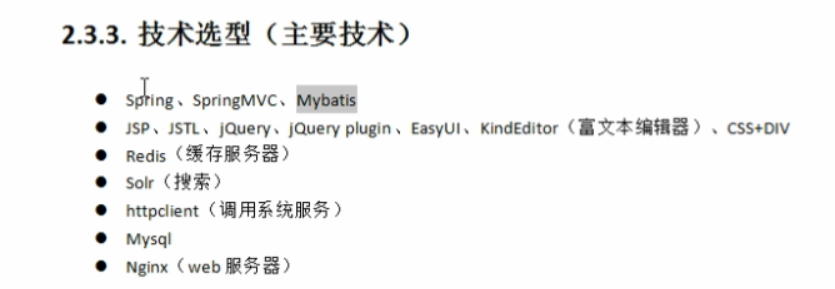 2.3.3. 技术选型（主要技术）
● Spring、SpringMVC、Mybatis
● JSP、JSTL、jQuery、jQuery plugin、EasyUI、KindEditor（富文本编辑器）、CSS+DIV
● Redis（缓存服务器）
● Solr（搜索）
● httpclient（调用系统服务）
● Mysql
● Nginx（web 服务器）